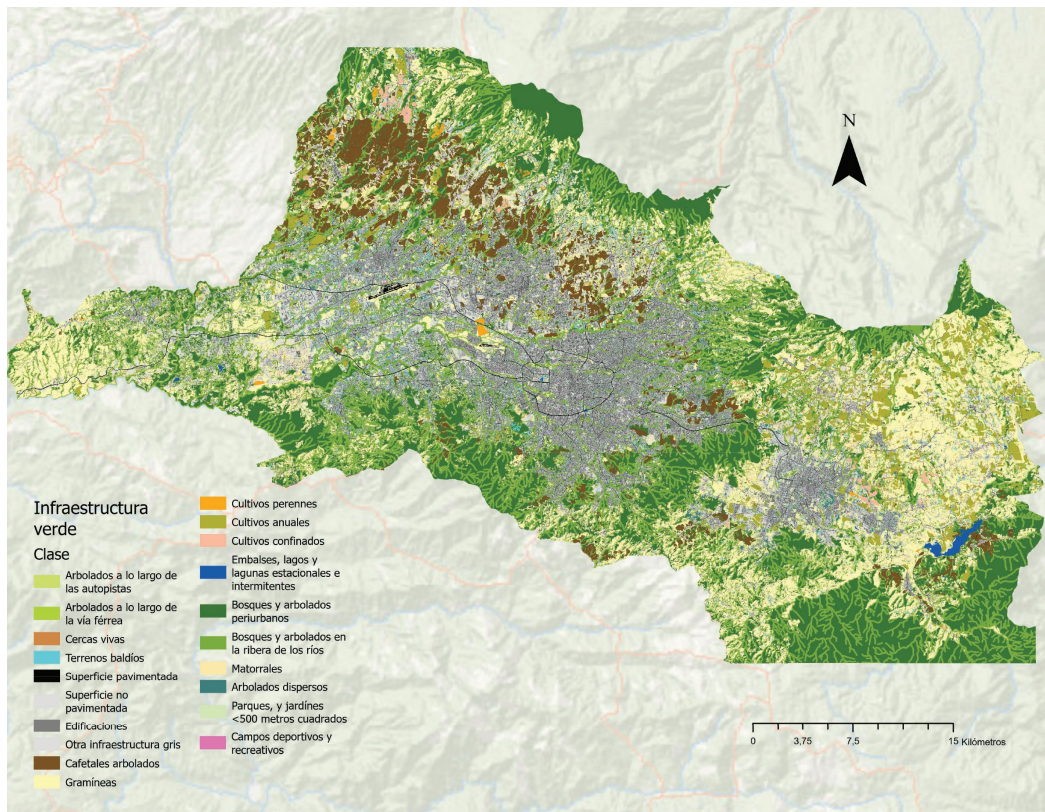 N
Infraestructura
verde
Clase
Arbolados a lo largo de
las autopistas
Arbolados a lo largo de
la vía férrea
Cercas vivas
Terrenos baldíos
Superficie pavimentada
Superficie no
pavimentada
Edificaciones
Otra infraestructura gris
Cafetales arbolados
Gramíneas
Cultivos perennes
Cultivos anuales
Cultivos confinados
Embalses, lagos y
lagunas estacionales e
intermitentes
Bosques y arbolados
periurbanos
Bosques y arbolados en
la ribera de los ríos
Matorrales
Arbolados dispersos
Parques, y jardínes
<500 metros cuadrados
Campos deportivos y
recreativos
0 3,75 7,5 15 Kilómetros